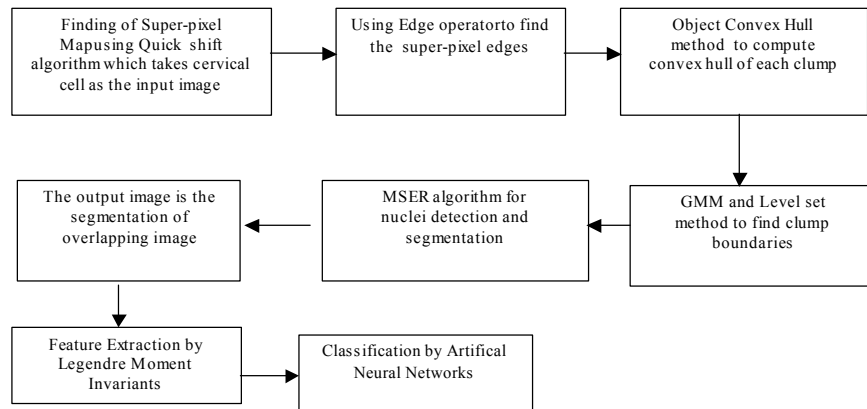 Finding of Super-pixel
Mapusing Quick shift
algorithm which takes cervical
cell as the input image
Using Edge operatorto find
the super-pixel edges
Object Convex Hull
method to compute
convex hull of each clump
The output image is the
segmentation of
overlapping image
MSER algorithm for
nuclei detection and
segmentation
GMM and Level set
method to find clump
boundaries
Feature Extraction by
Legendre Moment
Invariants
Classification by Artifical
Neural Networks